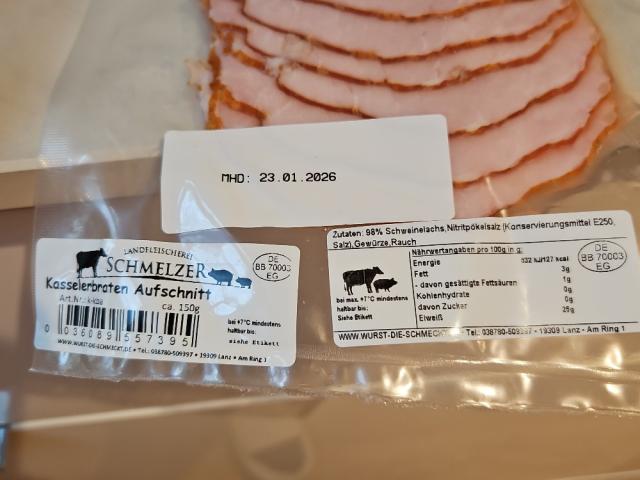 MHD: 23.01.2026
LANDFLEISCHEREI
SCHMELZER
DE
BB 70003
EG
Kasselerbraten Aufschnitt
ca. 150g
0 036089 557395
bei +7°C mindestens
haltbar bis:
siehe Etikett
WWW.WURST-DIE-SCHMECKT.DE • Tel.: 038780-509397 • 19309 Lanz • Am Ring 1
Zutaten: 98% Schweinelachs,Nitritpökelsalz (Konservierungsmittel E250,
Salz),Gewürze,Rauch
Nährwertangaben pro 100g in g:
Energie 532 kJ/127 kcal
Fett 3g
- davon gesättigte Fettsäuren 1g
Kohlenhydrate 0g
davon Zucker 0g
Eiweiß 25g
DE
BB 70003
EG
bei max. +7°C mindestens
haltbar bis:
Siehe Etikett
WWW.WURST-DIE-SCHMECKT. Tel.: 038780-509397 - 19309 Lanz - Am Ring 1